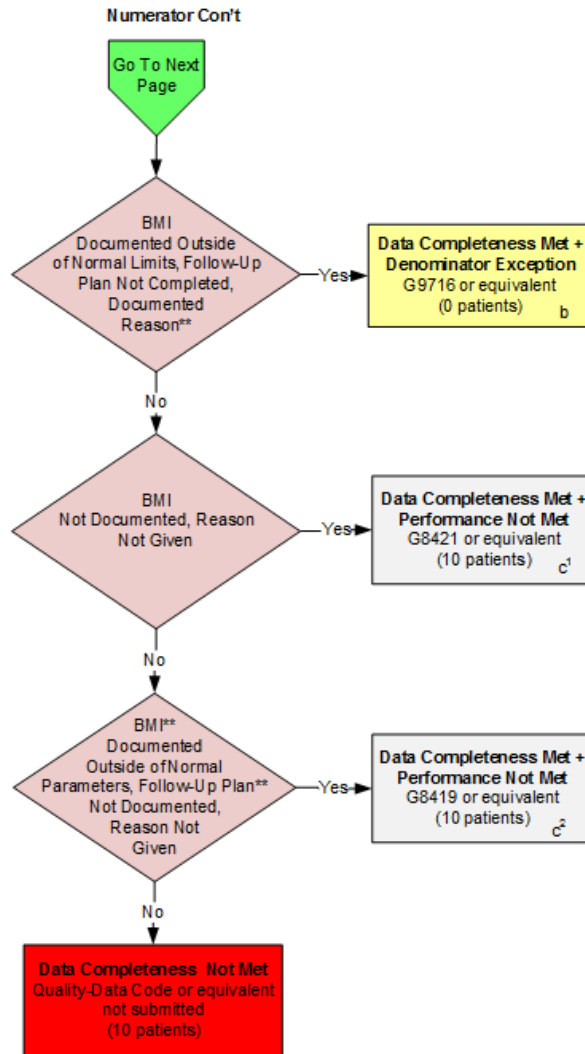 Numerator Con't
Go To Next
Page
BMI
Documented Outside
of Normal Limits, Follow-Up
Plan Not Completed,
Documented
Reason**
Yes
Data Completeness Met +
Denominator Exception
G9716 or equivalent
(0 patients)
b
No
BMI
Not Documented, Reason
Not Given
Yes
Data Completeness Met +
Performance Not Met
G8421 or equivalent
(10 patients)
c¹
No
BMI**
Documented
Outside of Normal
Parameters, Follow-Up Plan**
Not Documented,
Reason Not
Given
Yes
Data Completeness Met +
Performance Not Met
G8419 or equivalent
(10 patients)
c²
No
Data Completeness Not Met
Quality-Data Code or equivalent
not submitted
(10 patients)